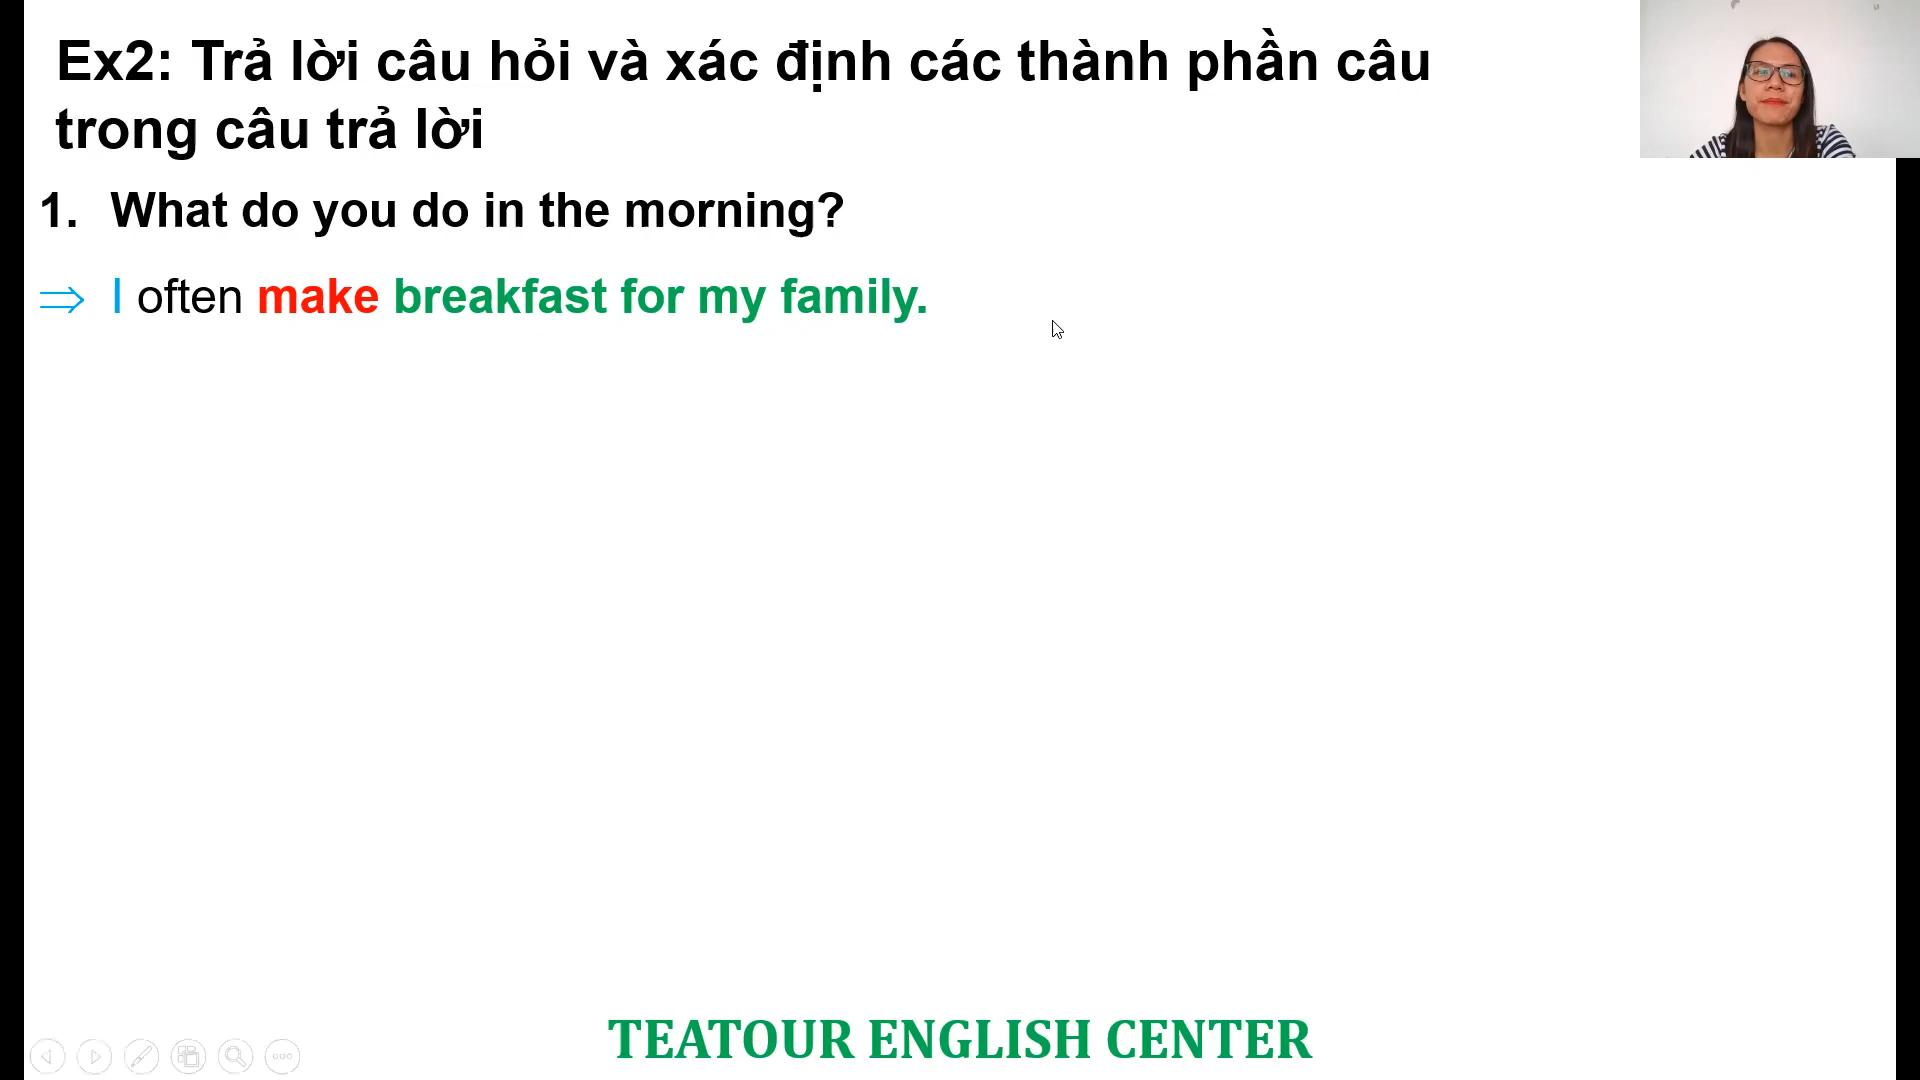 Ex2: Trả lời câu hỏi và xác định các thành phần câu
trong câu trả lời
1. What do you do in the morning?
⇒ I often make breakfast for my family.
TEATOUR ENGLISH CENTER